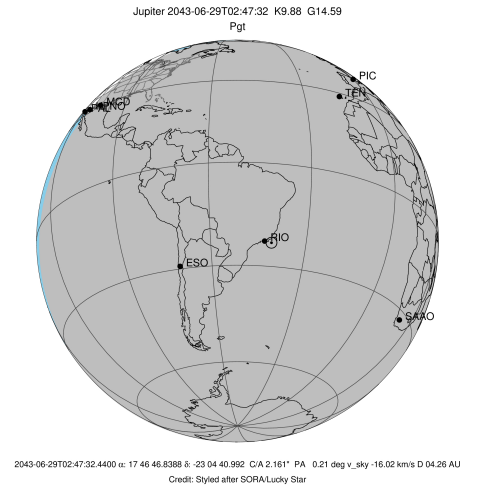 Jupiter 2043-06-29T02:47:32 K9.88 G14.59
Pgt
PIC
TEN
MGD
RIO
ESO
SAAO
2043-06-29T02:47:32.4400 α: 17 46 46.8388 δ: -23 04 40.992 C/A 2.161" PA 0.21 deg v_sky -16.02 km/s D 04.26 AU
Credit: Styled after SORA/Lucky Star